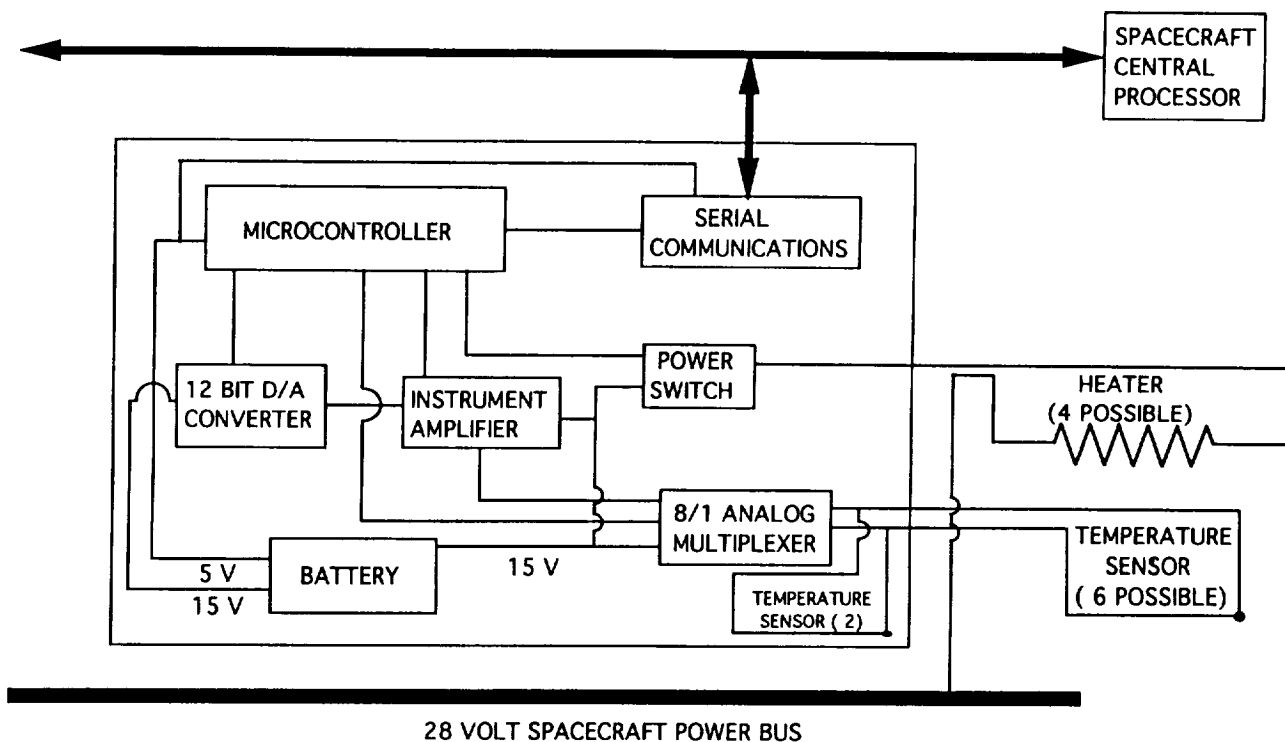 SPACECRAFT
CENTRAL
PROCESSOR
MICROCONTROLLER
SERIAL
COMMUNICATIONS
12 BIT D/A
CONVERTER
INSTRUMENT
AMPLIFIER
POWER
SWITCH
HEATER
(4 POSSIBLE)
8/1 ANALOG
MULTIPLEXER
TEMPERATURE
SENSOR
( 6 POSSIBLE)
BATTERY
5 V
15 V
15 V
TEMPERATURE
SENSOR ( 2)
28 VOLT SPACECRAFT POWER BUS